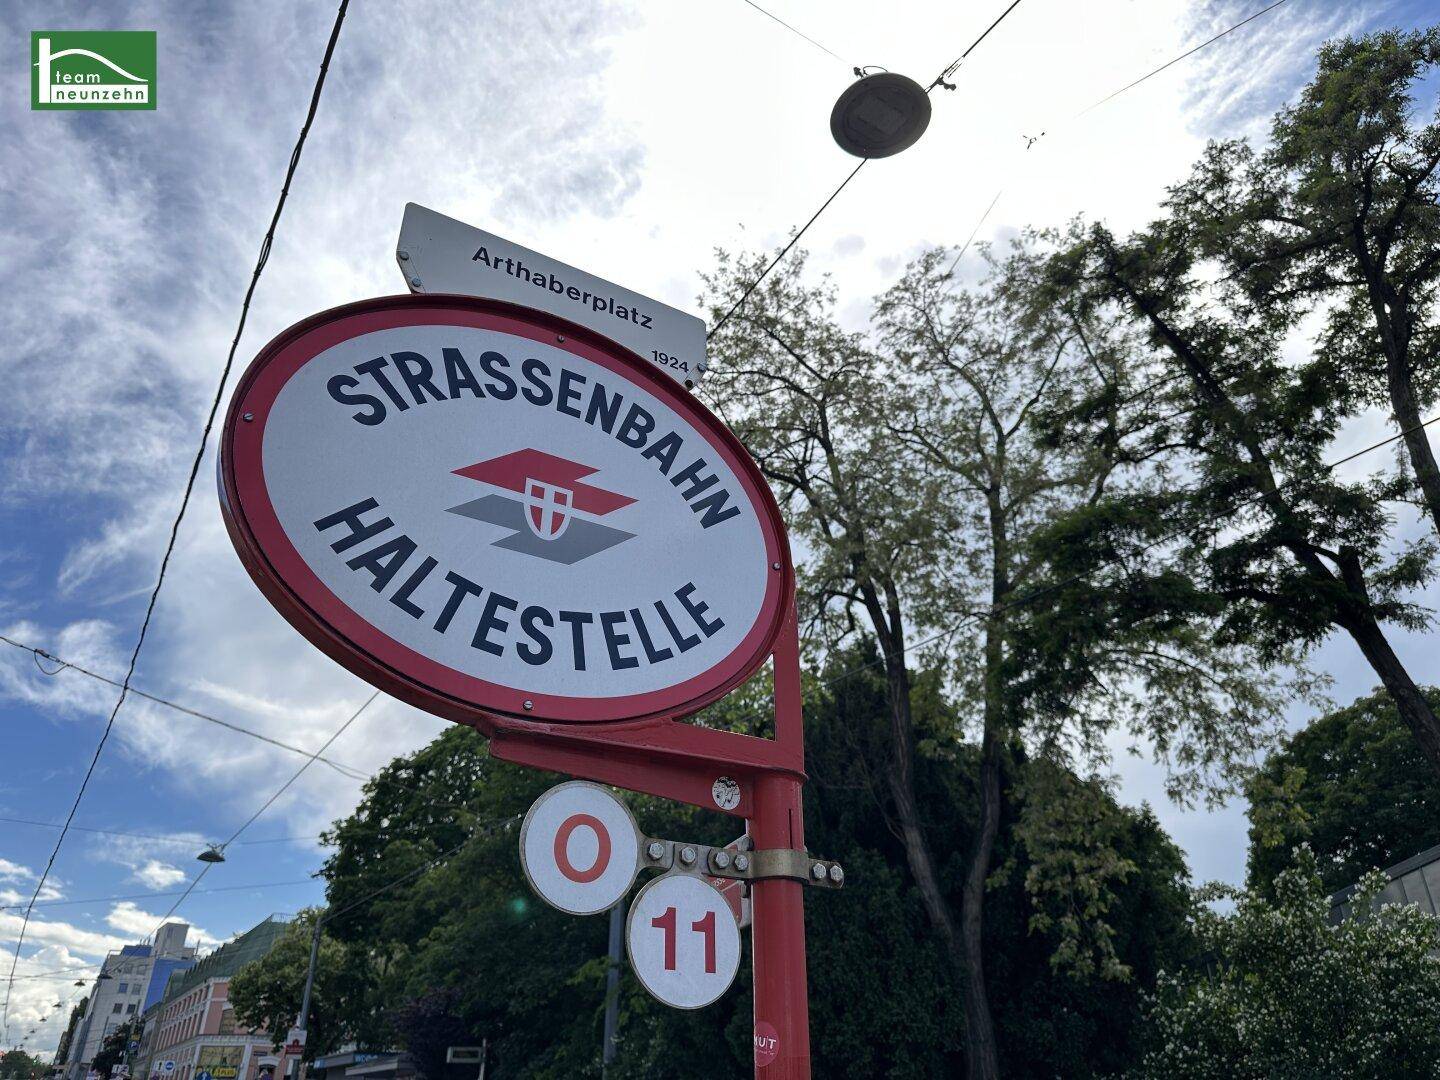 team
neunzehn
Arthaberplatz
1924
STRASSENBAHN
HALTESTELLE
O
11